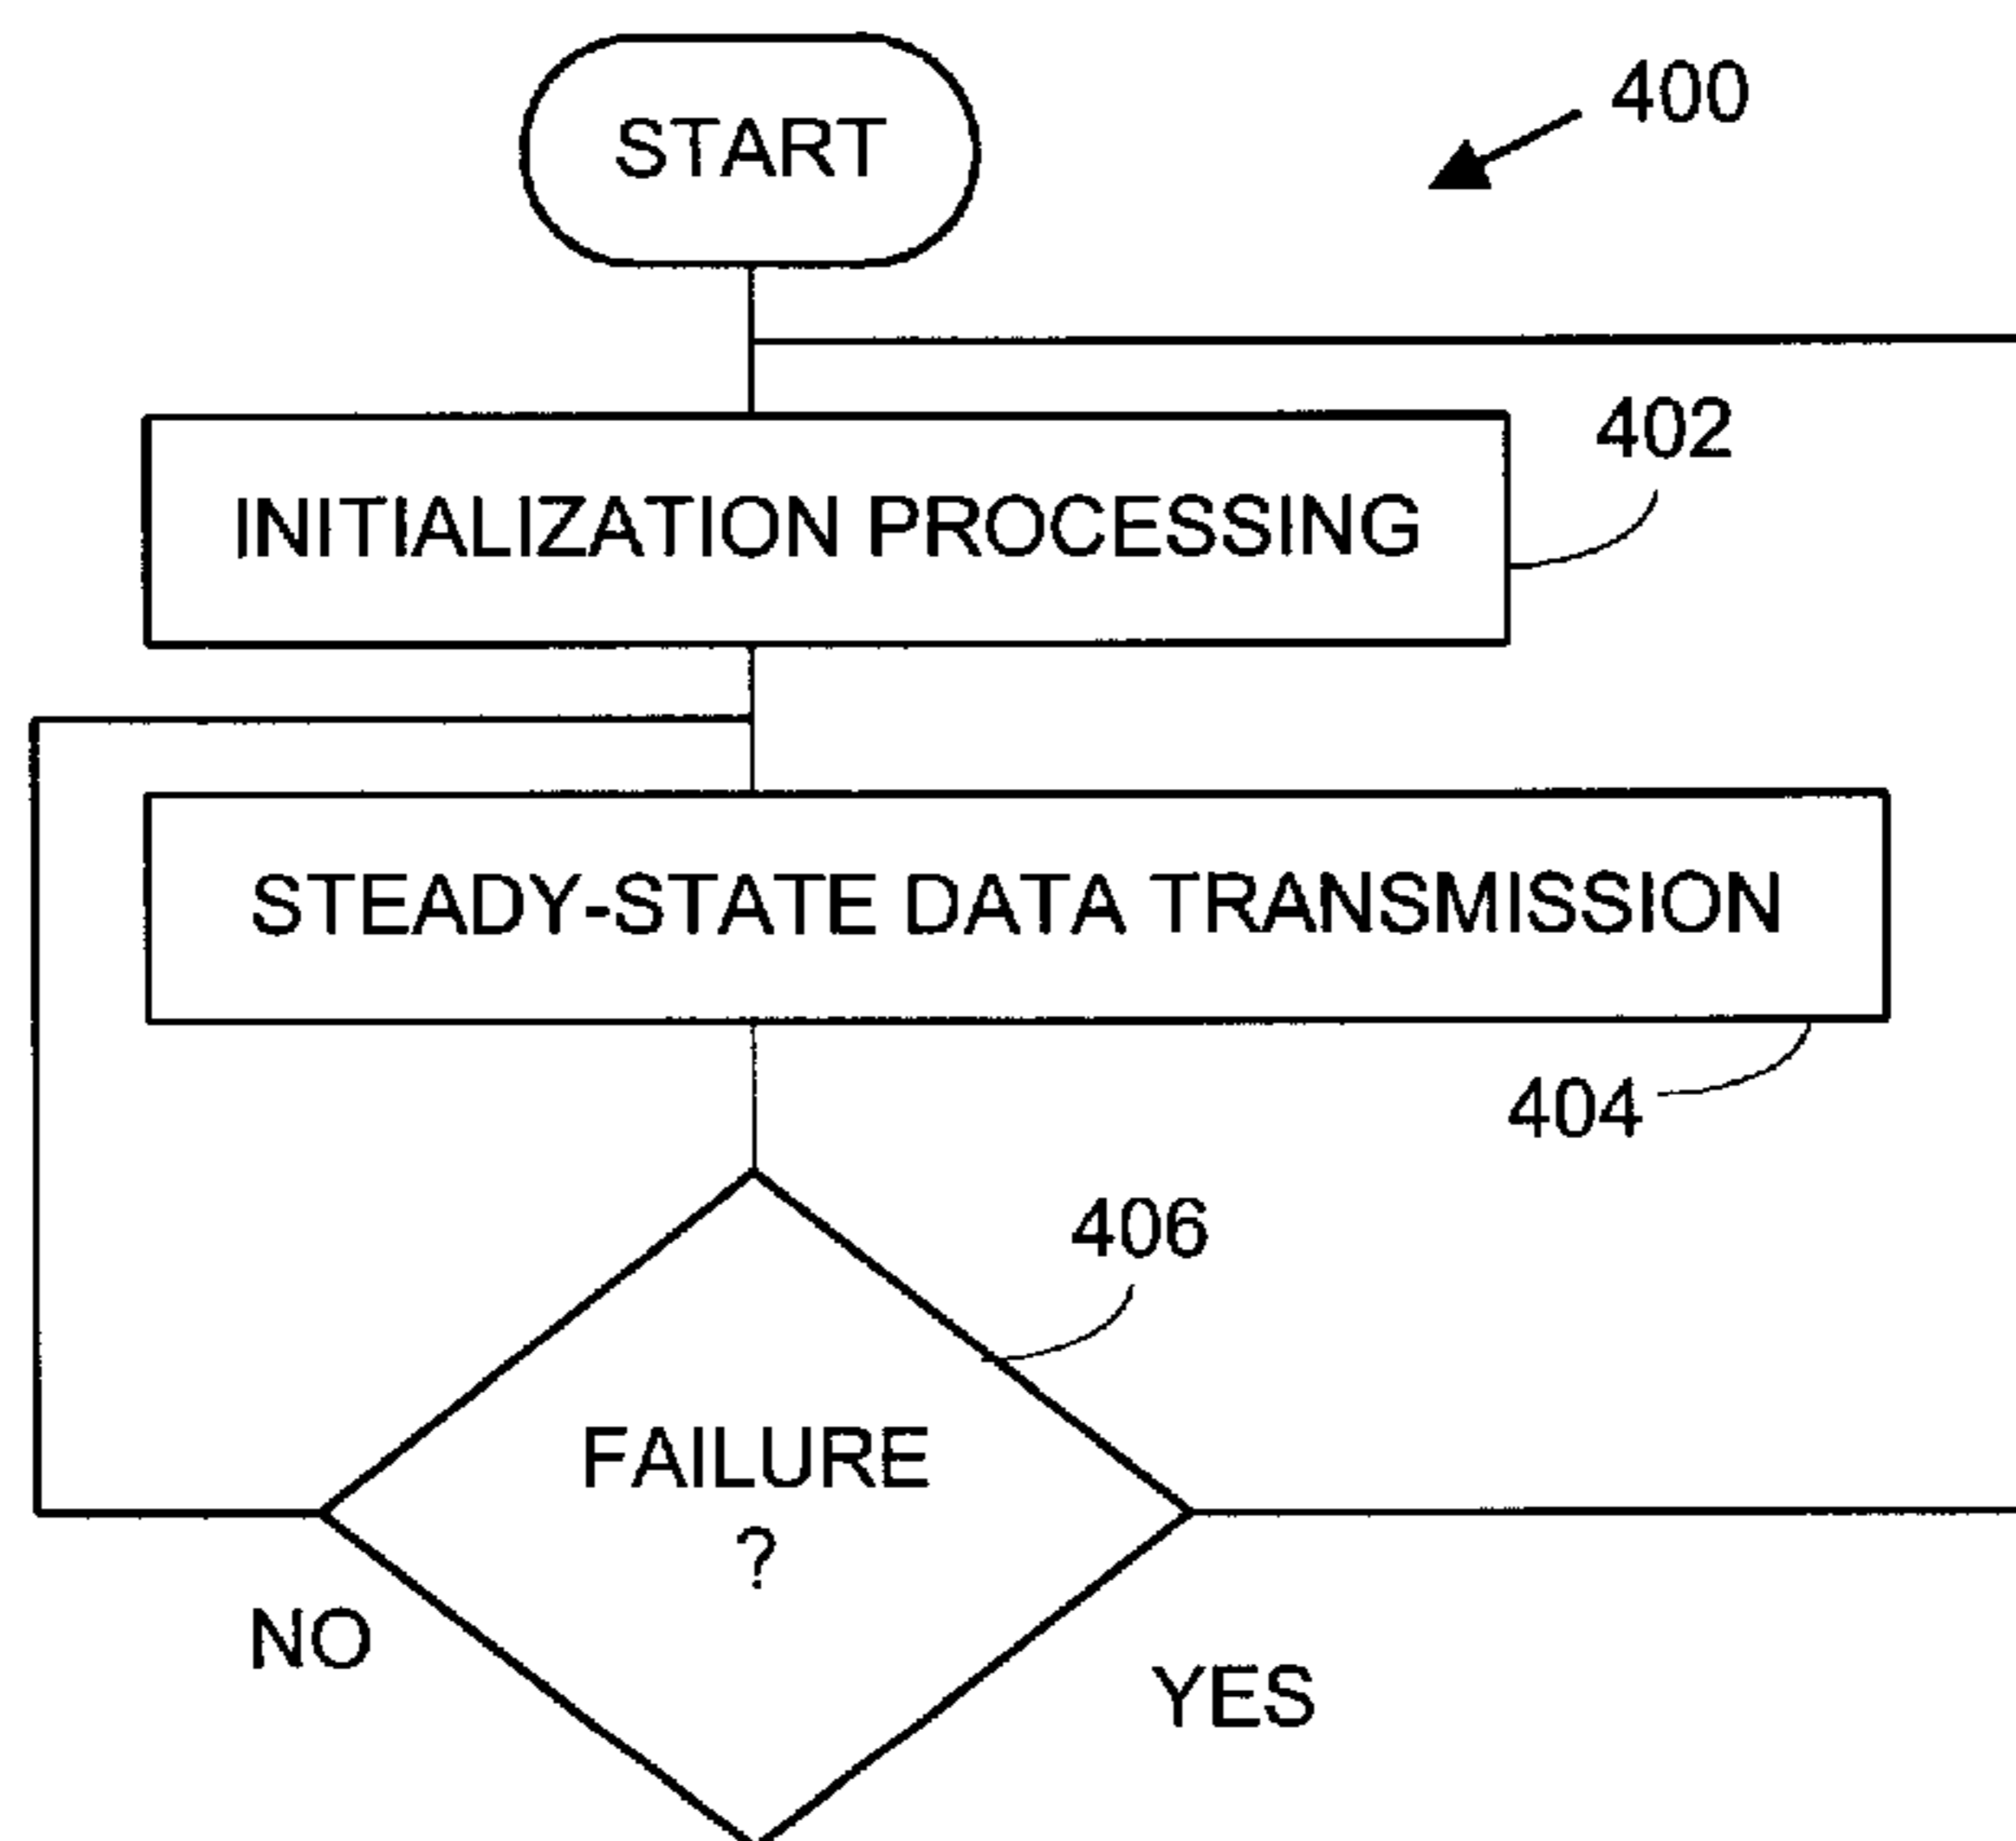 START
400
402
INITIALIZATION PROCESSING
STEADY-STATE DATA TRANSMISSION
404
406
FAILURE
?
NO
YES